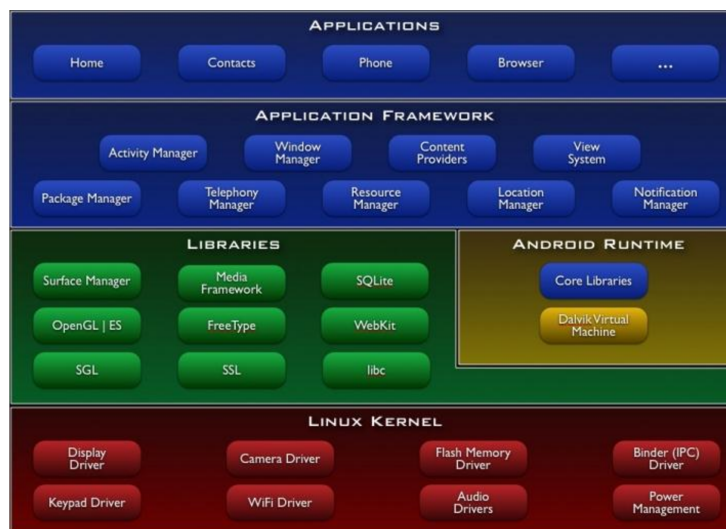 APPLICATIONS
Home
Contacts
Phone
Browser
...
APPLICATION FRAMEWORK
Activity Manager
Window
Manager
Content
Providers
View
System
Package Manager
Telephony
Manager
Resource
Manager
Location
Manager
Notification
Manager
LIBRARIES
Surface Manager
Media
Framework
SQLite
OpenGL | ES
FreeType
WebKit
SGL
SSL
libc
ANDROID RUNTIME
Core Libraries
Dalvik Virtual
Machine
LINUX KERNEL
Display
Driver
Camera Driver
Flash Memory
Driver
Binder (IPC)
Driver
Keypad Driver
WiFi Driver
Audio
Drivers
Power
Management